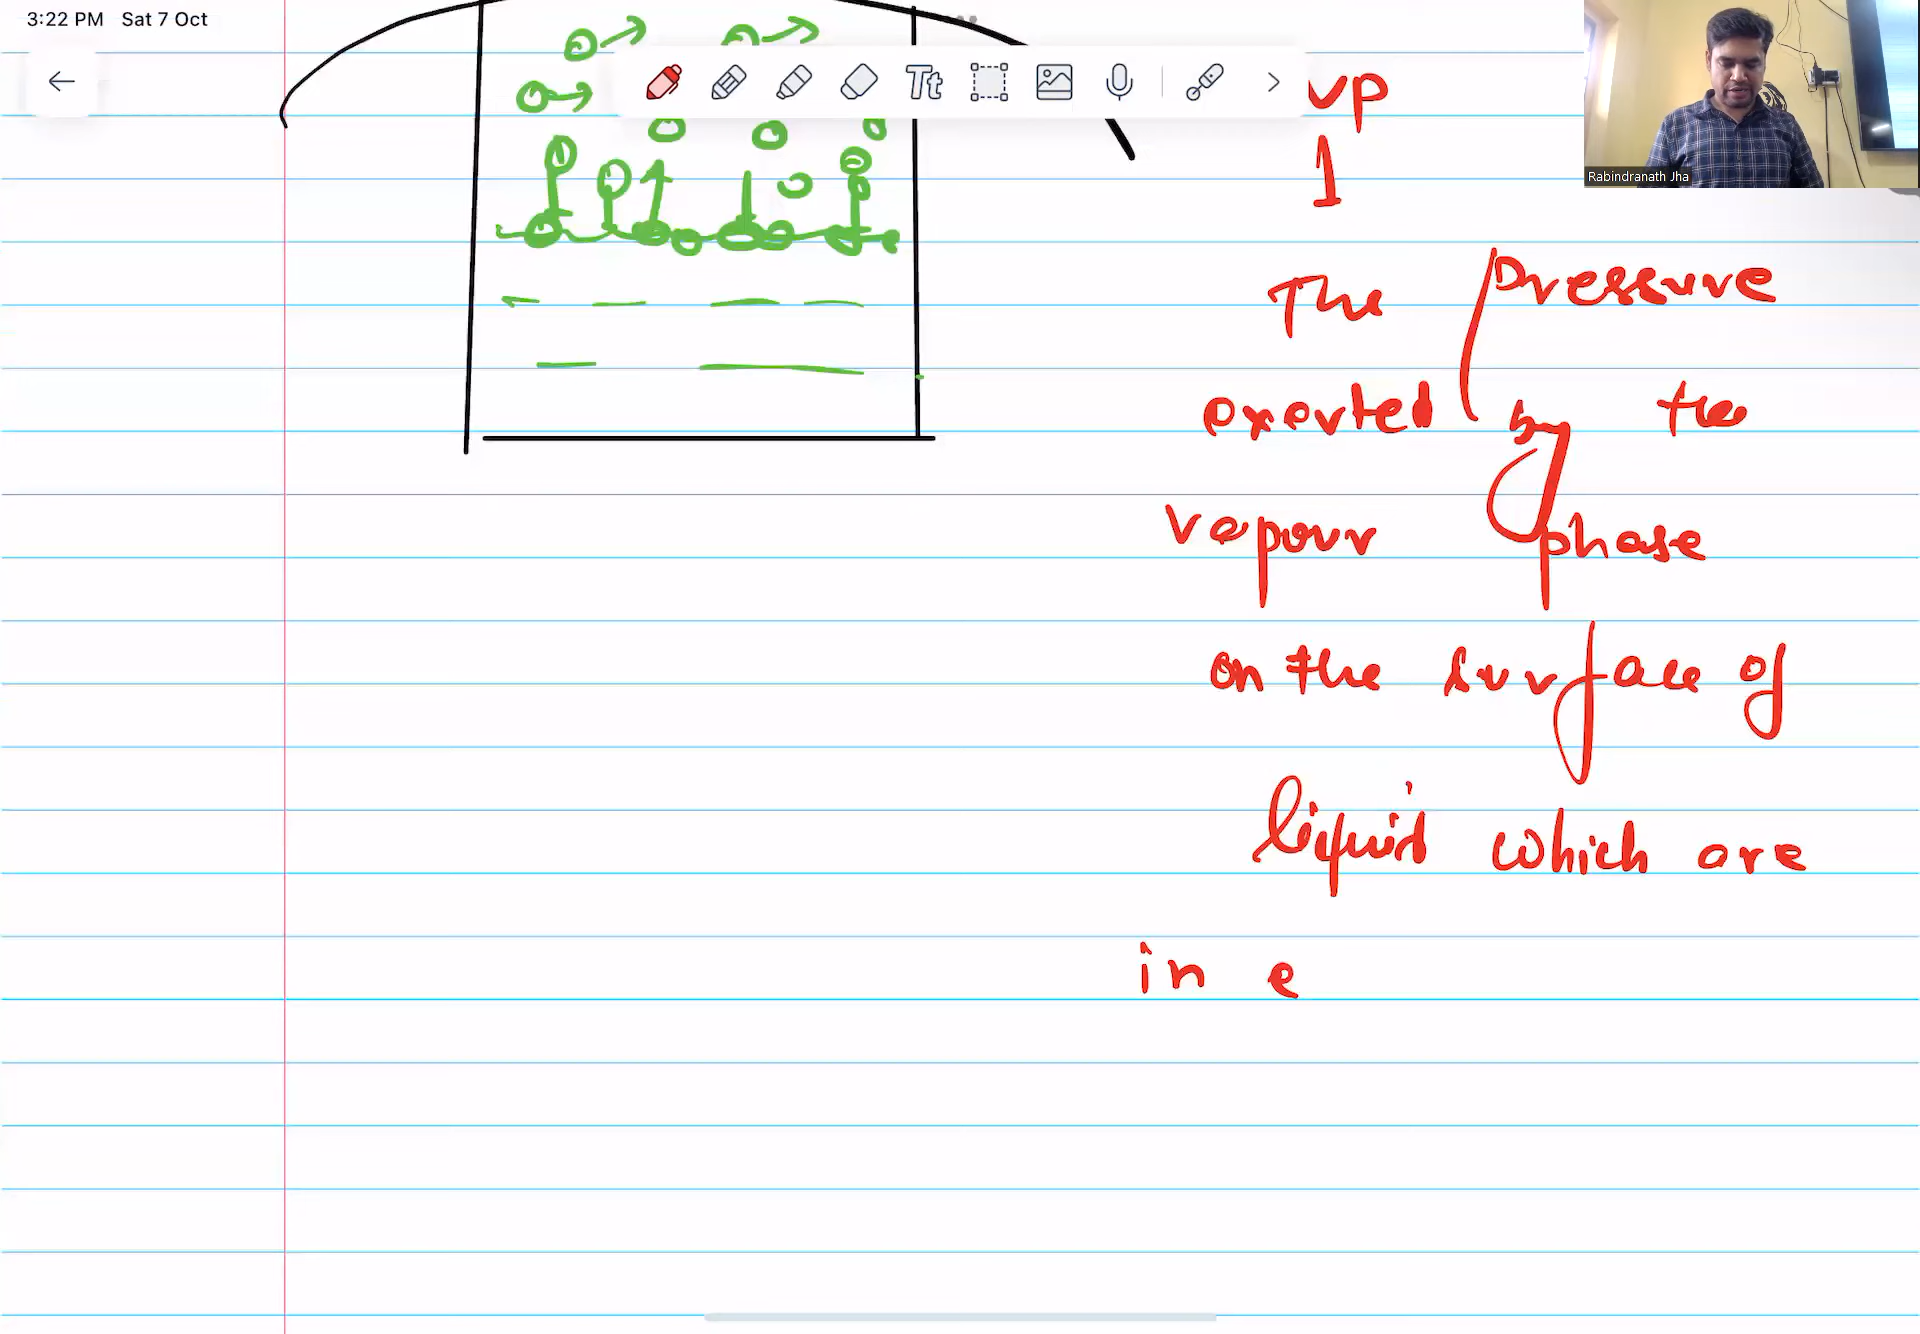 3:22 PM Sat 7 Oct
Tt
VP
Rabindranath Jha
The pressure
exerted by the
vapour phase
on the surface of
liquid which are
in e